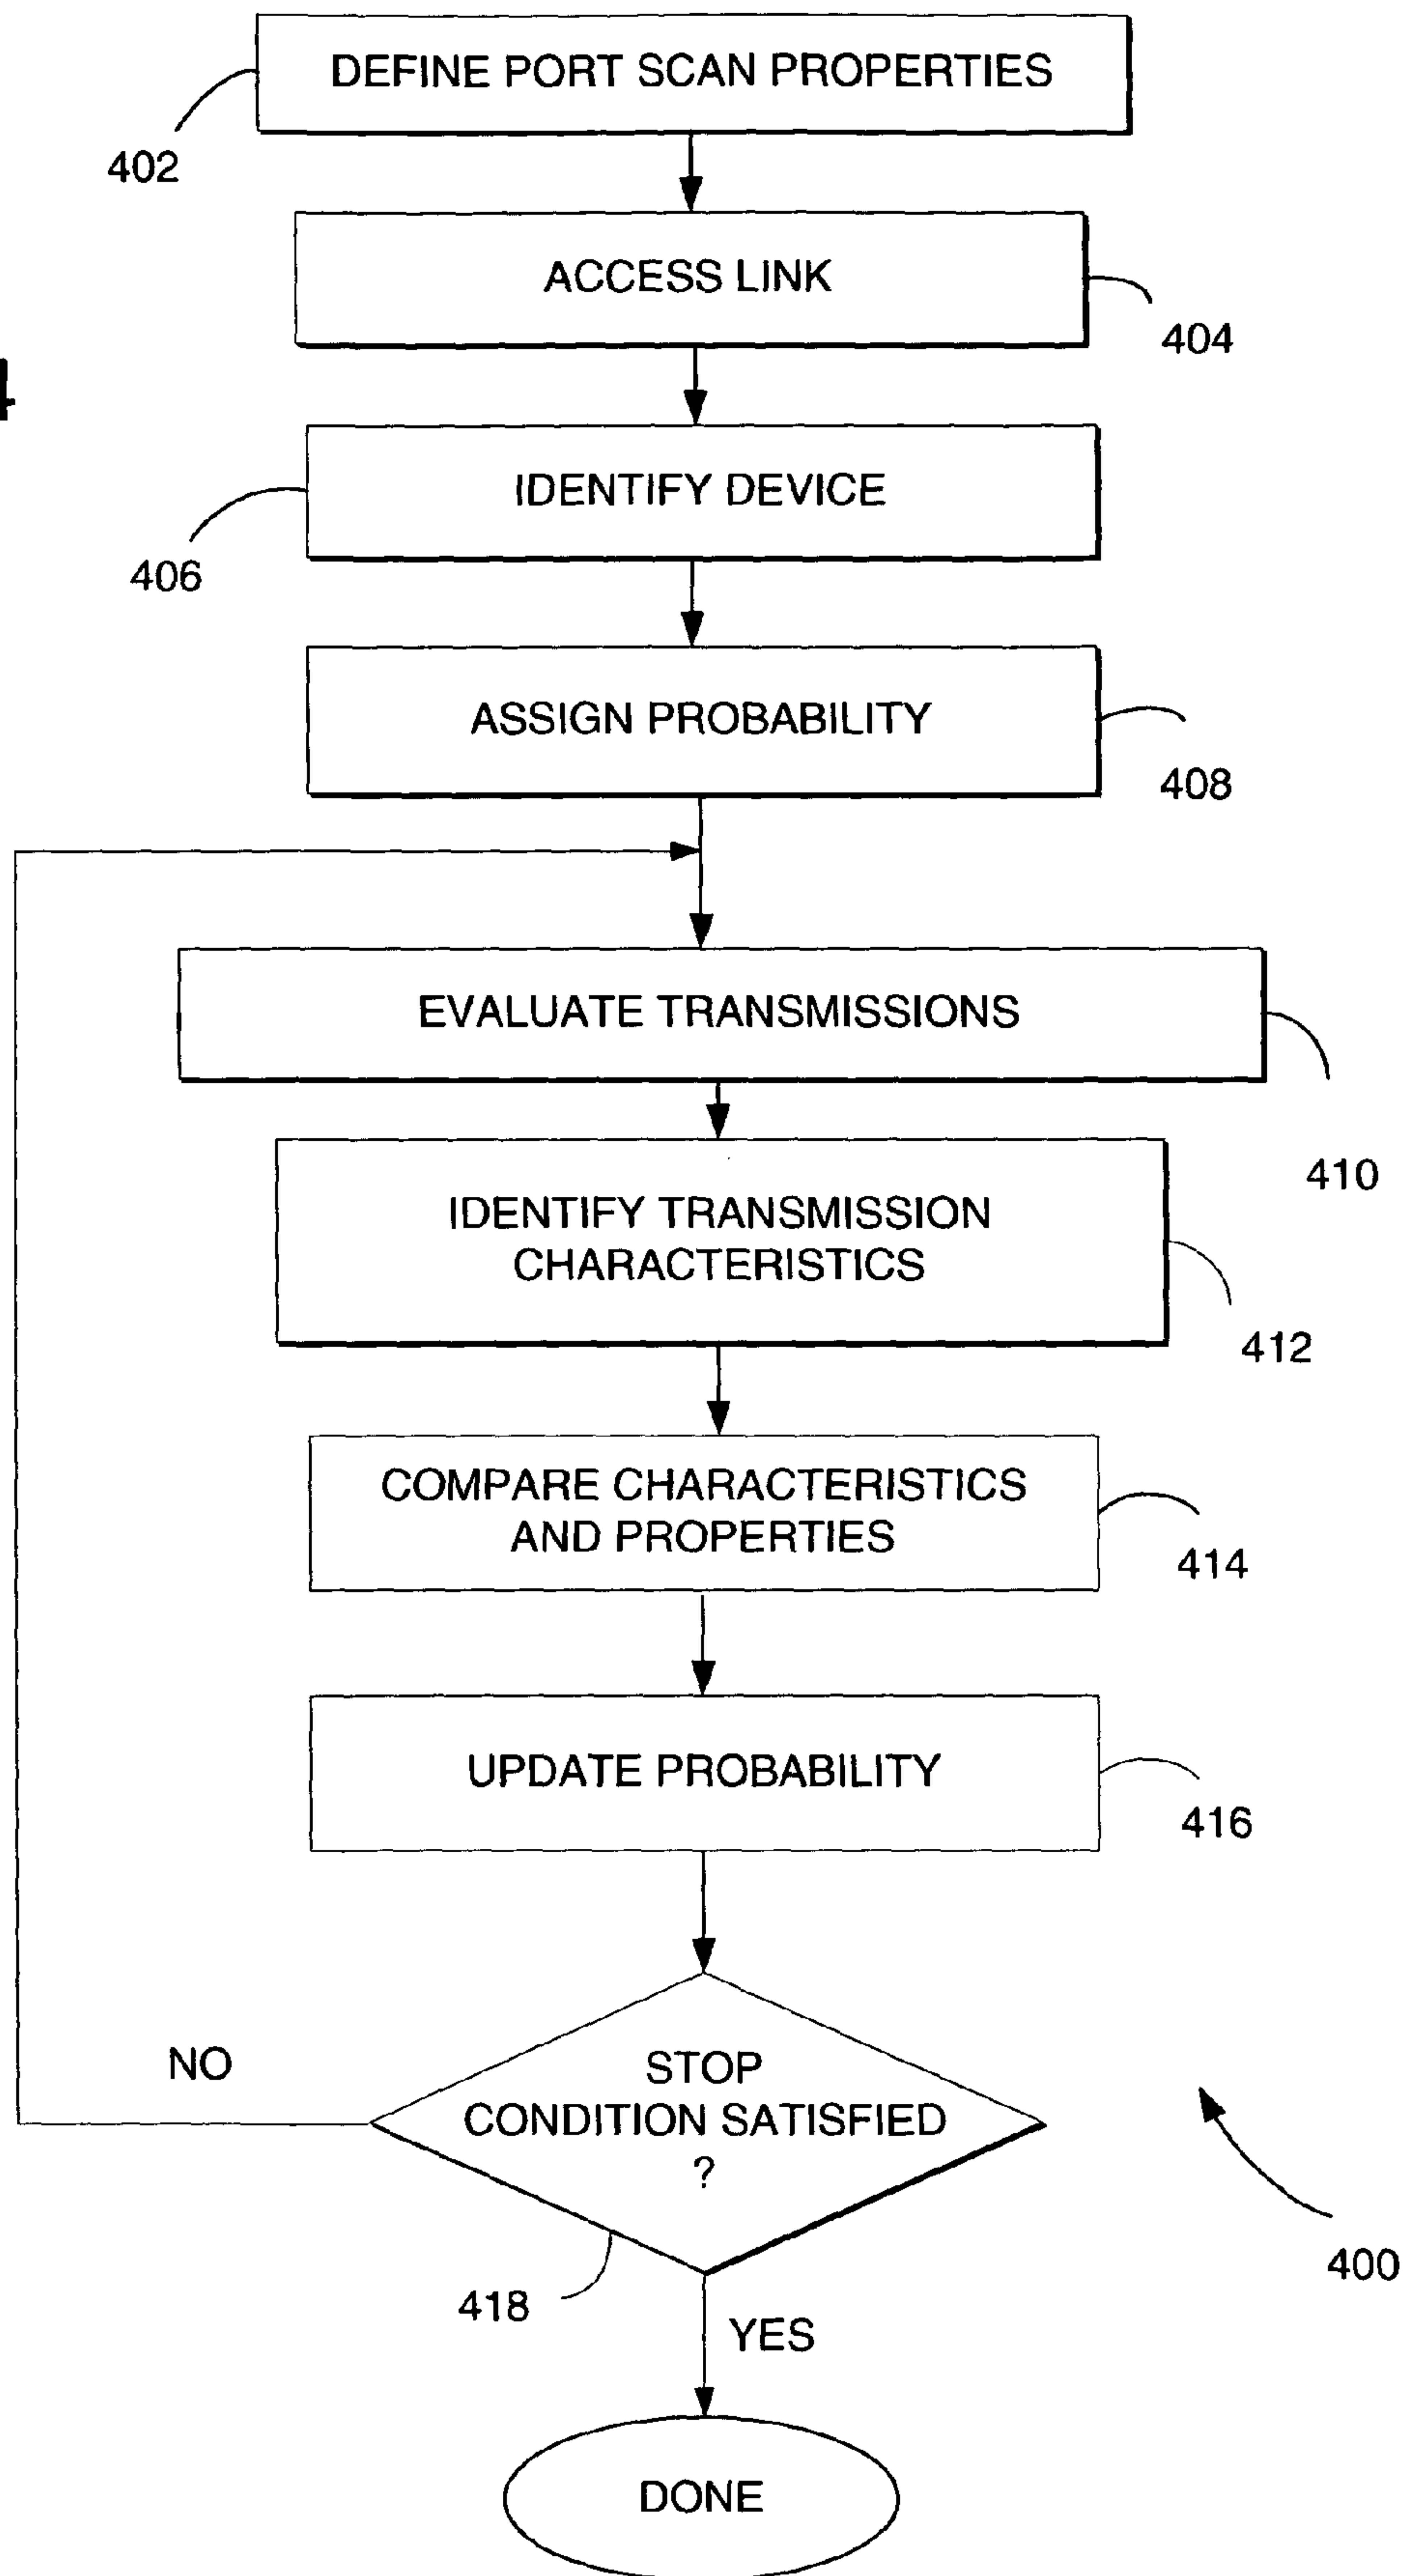 DEFINE PORT SCAN PROPERTIES
402
ACCESS LINK
404
4
IDENTIFY DEVICE
406
ASSIGN PROBABILITY
408
EVALUATE TRANSMISSIONS
410
IDENTIFY TRANSMISSION
CHARACTERISTICS
412
COMPARE CHARACTERISTICS
AND PROPERTIES
414
UPDATE PROBABILITY
416
NO
STOP
CONDITION SATISFIED
?
400
418
YES
DONE